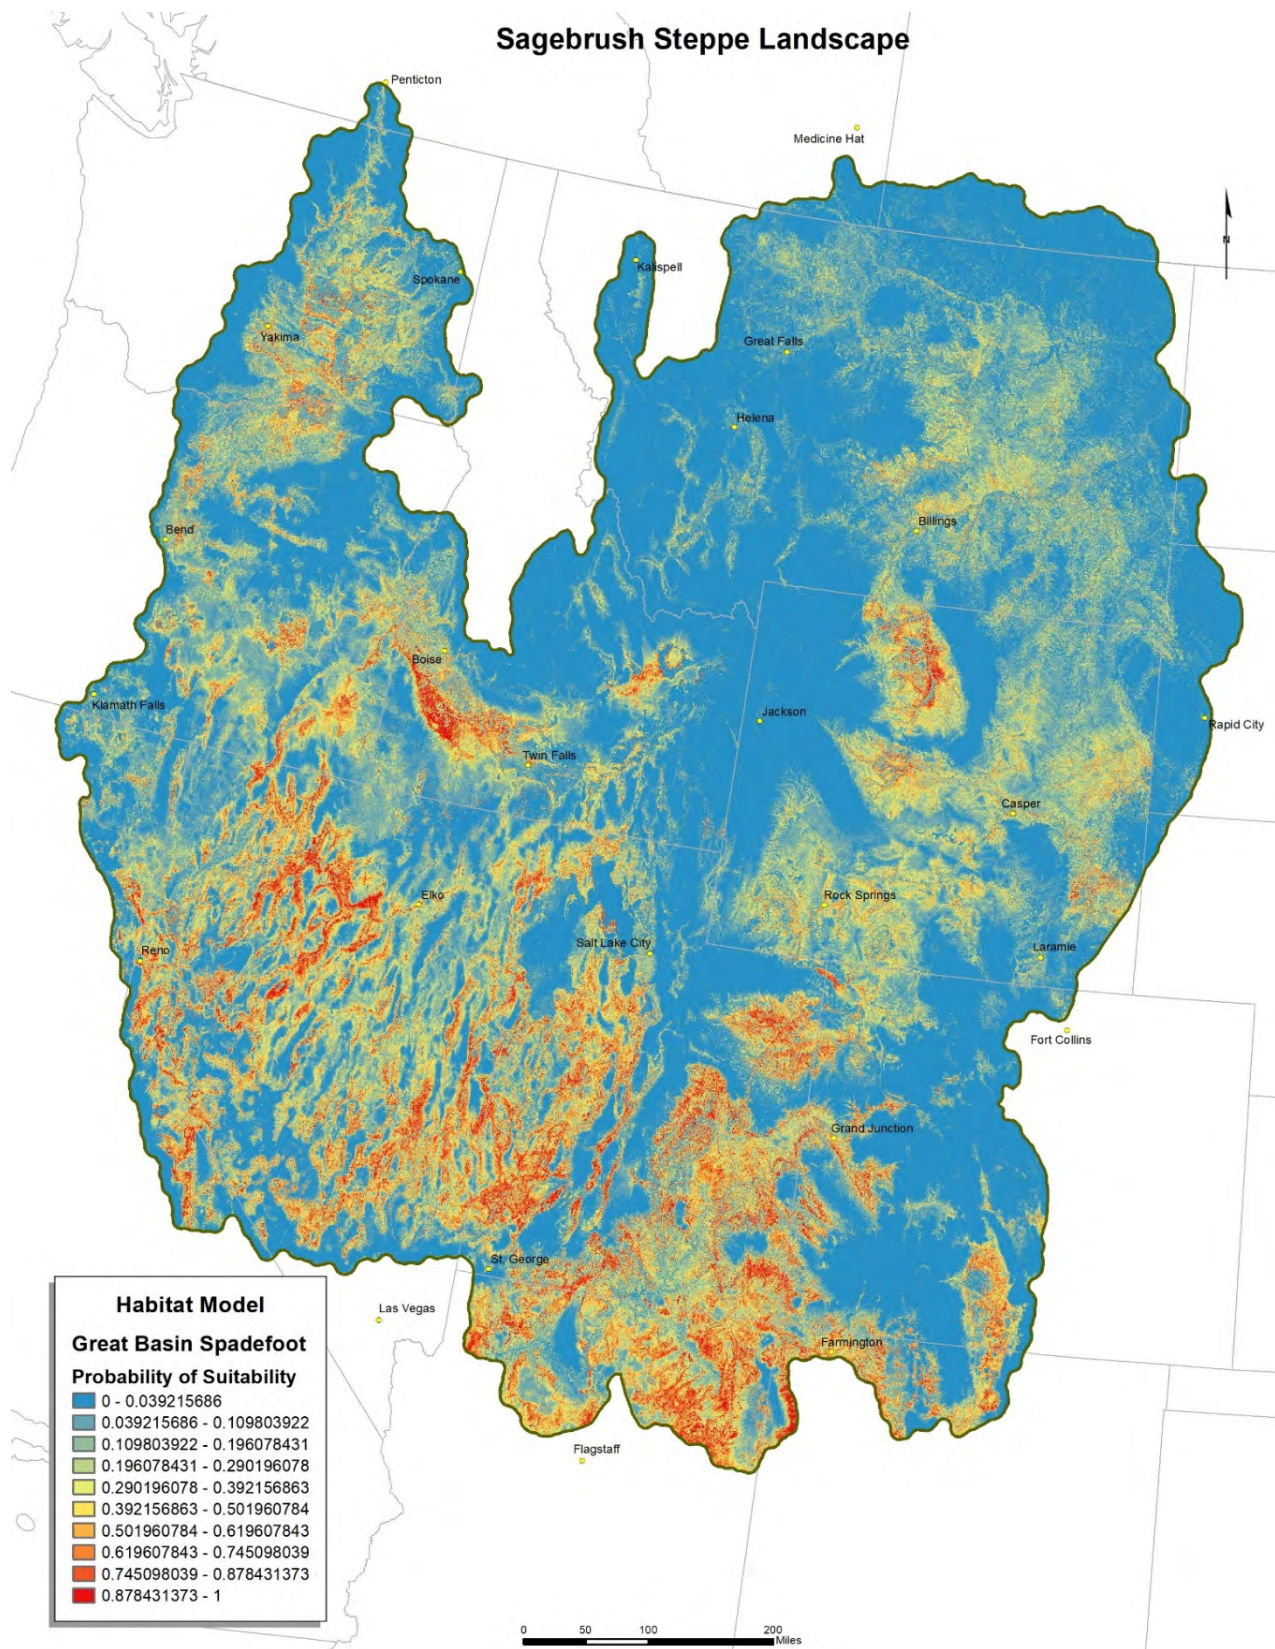 Sagebrush Steppe Landscape
Penticton
Medicine Hat
N
Kalispell
Spokane
Yakima
Great Falls
Helena
Billings
Bend
Boise
Klamath Falls
Jackson
Rapid City
Twin Falls
Casper
Elko
Rock Springs
Reno
Salt Lake City
Laramie
Fort Collins
Grand Junction
St. George
Las Vegas
Farmington
Flagstaff
Habitat Model
Great Basin Spadefoot
Probability of Suitability
0 - 0.039215686
0.039215686 - 0.109803922
0.109803922 - 0.196078431
0.196078431 - 0.290196078
0.290196078 - 0.392156863
0.392156863 - 0.501960784
0.501960784 - 0.619607843
0.619607843 - 0.745098039
0.745098039 - 0.878431373
0.878431373 - 1
0 50 100 200
Miles